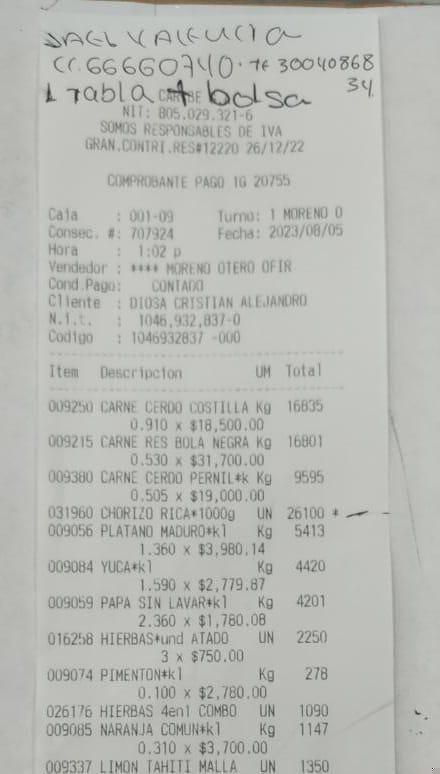 JAEL VALEUCIA
CC. 66660740. Te 30040868
34
1 Tabla + bolsa
CARIBE
NIT: 805.029.321-6
SOMOS RESPONSABLES DE IVA
GRAN.CONTRI.RES#12220 26/12/22
COMPROBANTE PAGO 1G 20755
Caja : 001-09 Turno: 1 MORENO O
Consec. #: 707924 Fecha: 2023/08/05
Hora : 1:02 p
Vendedor : **** MORENO OTERO OFIR
Cond.Pago: CONTADO
Cliente : DIOSA CRISTIAN ALEJANDRO
N.i.t. : 1046,932,837-0
Codigo : 1046932837 -000
Item Descripcion UM Total
009250 CARNE CERDO COSTILLA Kg 16835
0.910 x $18,500.00
009215 CARNE RES BOLA NEGRA Kg 16801
0.530 x $31,700.00
009380 CARNE CERDO PERNIL*k Kg 9595
0.505 x $19,000.00
031960 CHORIZO RICA*1000g UN 26100 *
009056 PLATANO MADURO*kl Kg 5413
1.360 x $3,980.14
009084 YUCA*kl Kg 4420
1.590 x $2,779.87
009059 PAPA SIN LAVAR*kl Kg 4201
2.360 x $1,780.08
016258 HIERBAS*und ATADO UN 2250
3 x $750.00
009074 PIMENTON*kl Kg 278
0.100 x $2,780.00
026176 HIERBAS 4en1 COMBO UN 1090
009085 NARANJA COMUN*kl Kg 1147
0.310 x $3,700.00
009337 LIMON TAHITI MALLA UN 1350